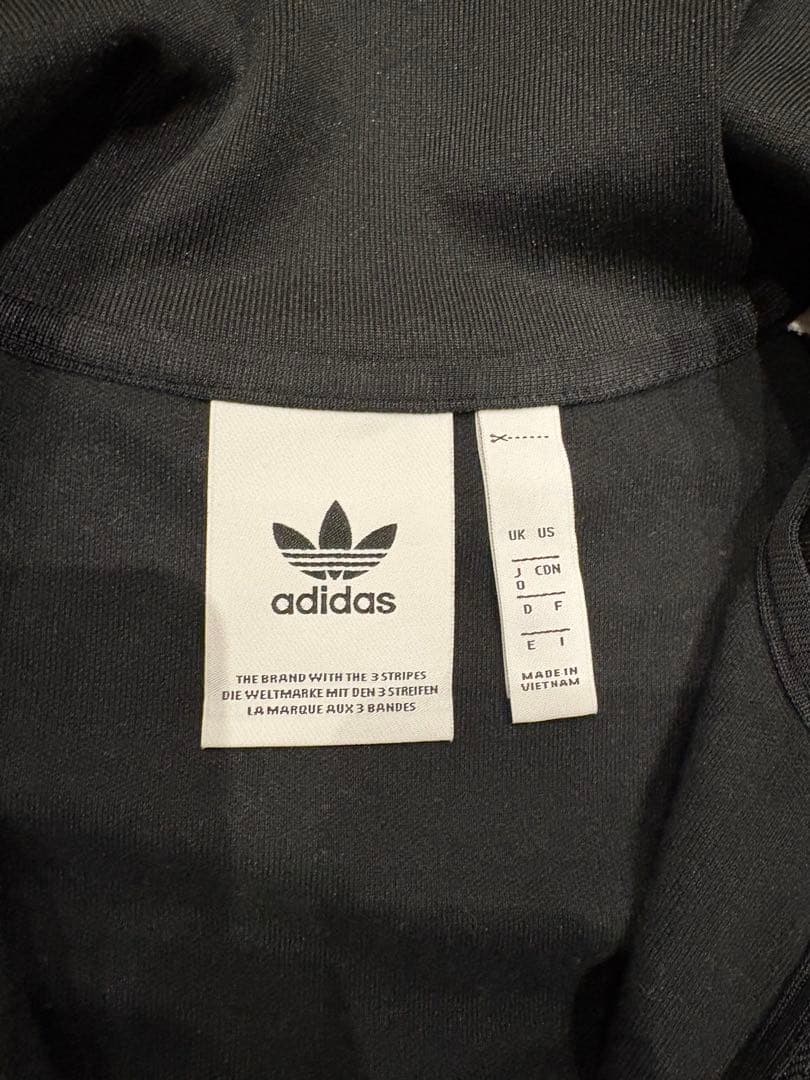 adidas
THE BRAND WITH THE 3 STRIPES
DIE WELTMARKE MIT DEN 3 STREIFEN
LA MARQUE AUX 3 BANDES
UK US
J CDN
O
D F
E I
MADE IN
VIETNAM